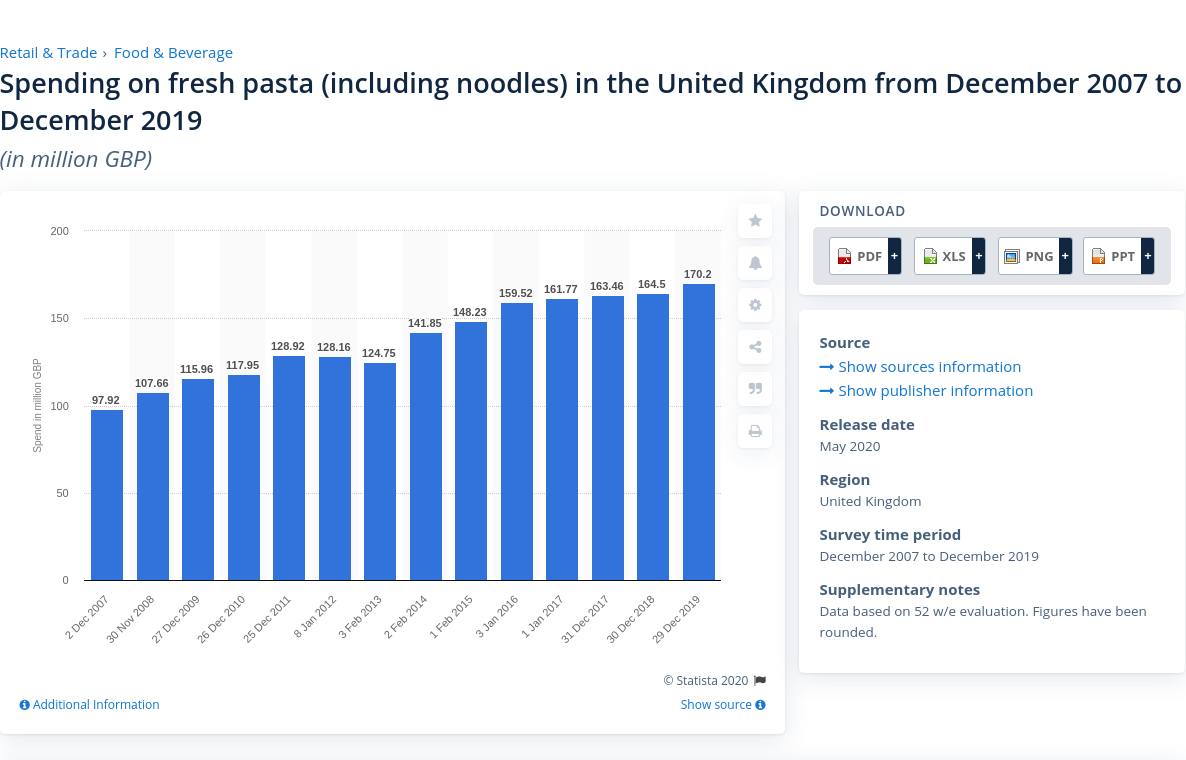 Retail & Trade › Food & Beverage
Spending on fresh pasta (including noodles) in the United Kingdom from December 2007 to
December 2019
(in million GBP)
DOWNLOAD
PDF +
XLS +
PNG +
PPT +
200
150
100
50
0
Spend in million GBP
97.92
107.66
115.96
117.95
128.92
128.16
124.75
141.85
148.23
159.52
161.77
163.46
164.5
170.2
2 Dec 2007
30 Nov 2008
27 Dec 2009
26 Dec 2010
25 Dec 2011
8 Jan 2012
3 Feb 2013
2 Feb 2014
1 Feb 2015
3 Jan 2016
1 Jan 2017
31 Dec 2017
30 Dec 2018
29 Dec 2019
© Statista 2020
Additional Information
Show source
Source
Show sources information
Show publisher information
Release date
May 2020
Region
United Kingdom
Survey time period
December 2007 to December 2019
Supplementary notes
Data based on 52 w/e evaluation. Figures have been
rounded.